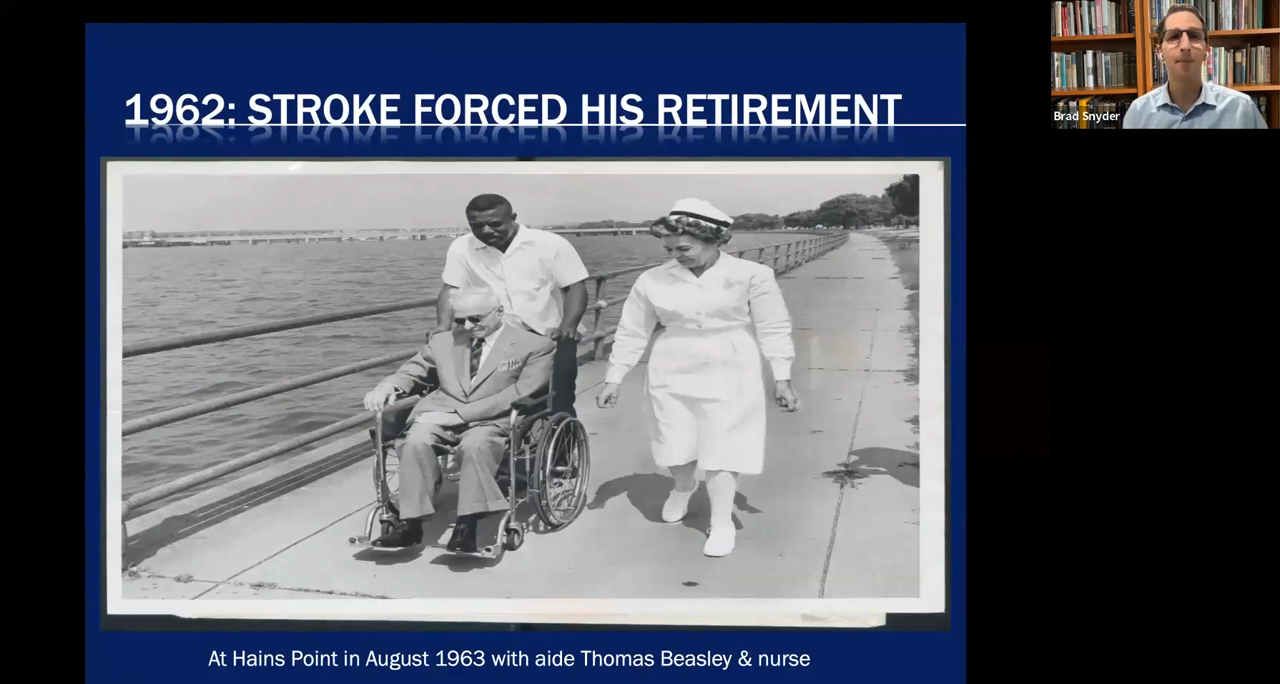 1962: STROKE FORCED HIS RETIREMENT
Brad Snyder
At Hains Point in August 1963 with aide Thomas Beasley & nurse